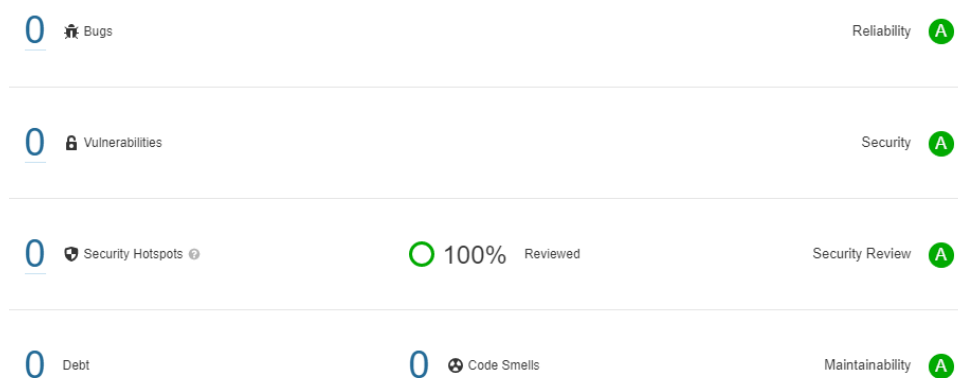 0 Bugs Reliability A
0 Vulnerabilities Security A
0 Security Hotspots ? 100% Reviewed Security Review A
0 Debt 0 Code Smells Maintainability A